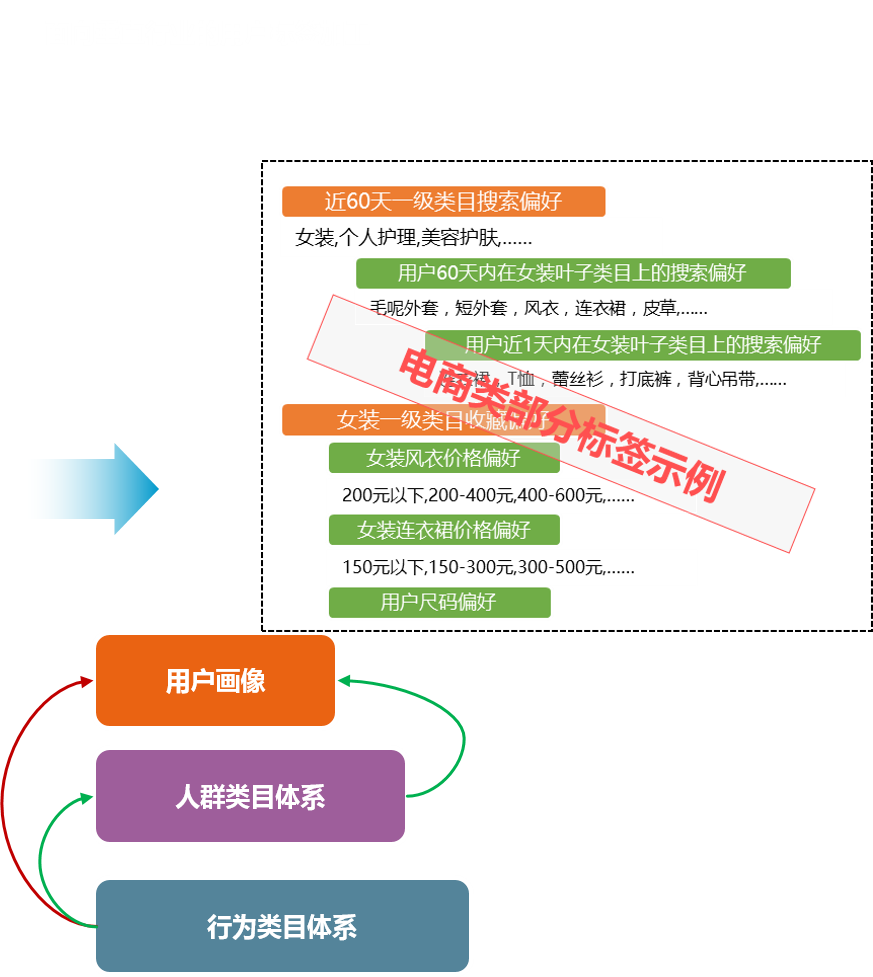 近60天一级类目搜索偏好
女装,个人护理,美容护肤,......
用户60天内在女装叶子类目上的搜索偏好
毛呢外套，短外套，风衣，连衣裙，皮草,......
用户近1天内在女装叶子类目上的搜索偏好
连衣裙，T恤，蕾丝衫，打底裤，背心吊带,......
电商类部分标签示例
女装一级类目收藏偏好
女装风衣价格偏好
200元以下,200-400元,400-600元,......
女装连衣裙价格偏好
150元以下,150-300元,300-500元,......
用户尺码偏好
用户画像
人群类目体系
行为类目体系